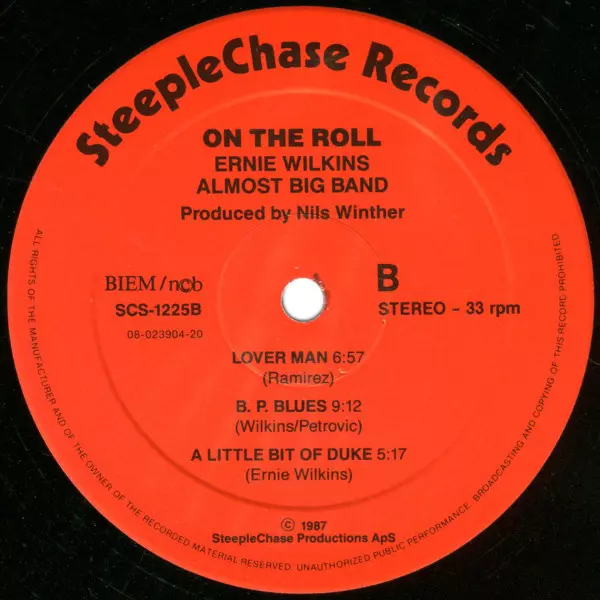 SteepleChase Records
ON THE ROLL
ERNIE WILKINS
ALMOST BIG BAND
Produced by Nils Winther
BIEM/ncb
B
SCS-1225B
STEREO - 33 rpm
08-023904-20
LOVER MAN 6:57
(Ramirez)
B. P. BLUES 9:12
(Wilkins/Petrovic)
A LITTLE BIT OF DUKE 5:17
(Ernie Wilkins)
© 1987
SteepleChase Productions ApS
ALL RIGHTS OF THE MANUFACTURER AND OF THE OWNER OF THE RECORDED MATERIAL RESERVED. UNAUTHORIZED PUBLIC PERFORMANCE, BROADCASTING AND COPYING OF THIS RECORD PROHIBITED